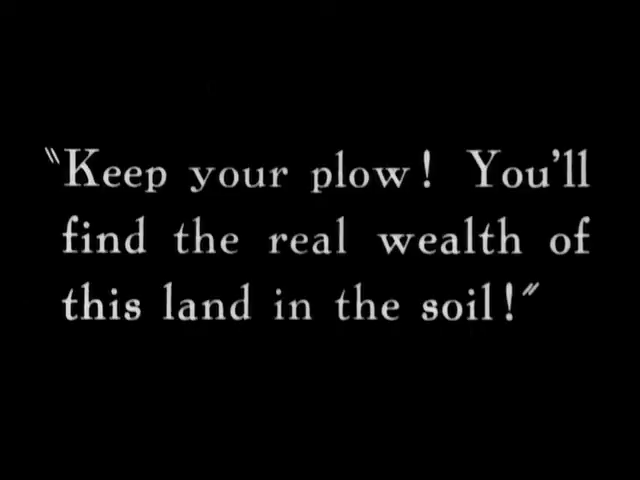 "Keep your plow! You'll
find the real wealth of
this land in the soil!"